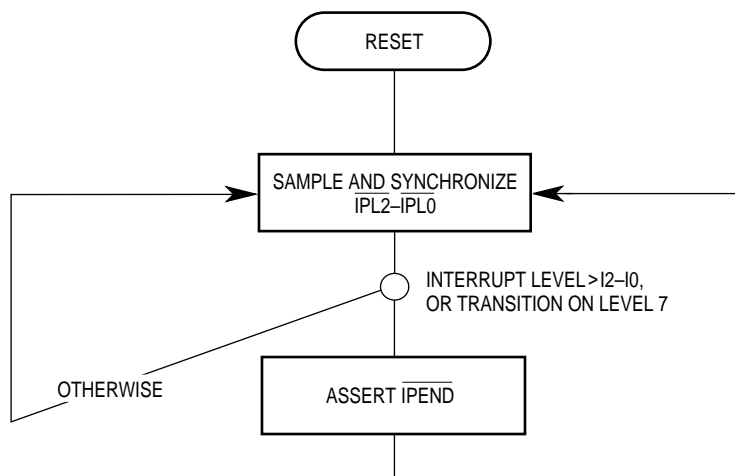 RESET
SAMPLE AND SYNCHRONIZE
IPL2–IPL0
INTERRUPT LEVEL > I2–I0,
OR TRANSITION ON LEVEL 7
OTHERWISE
ASSERT IPEND